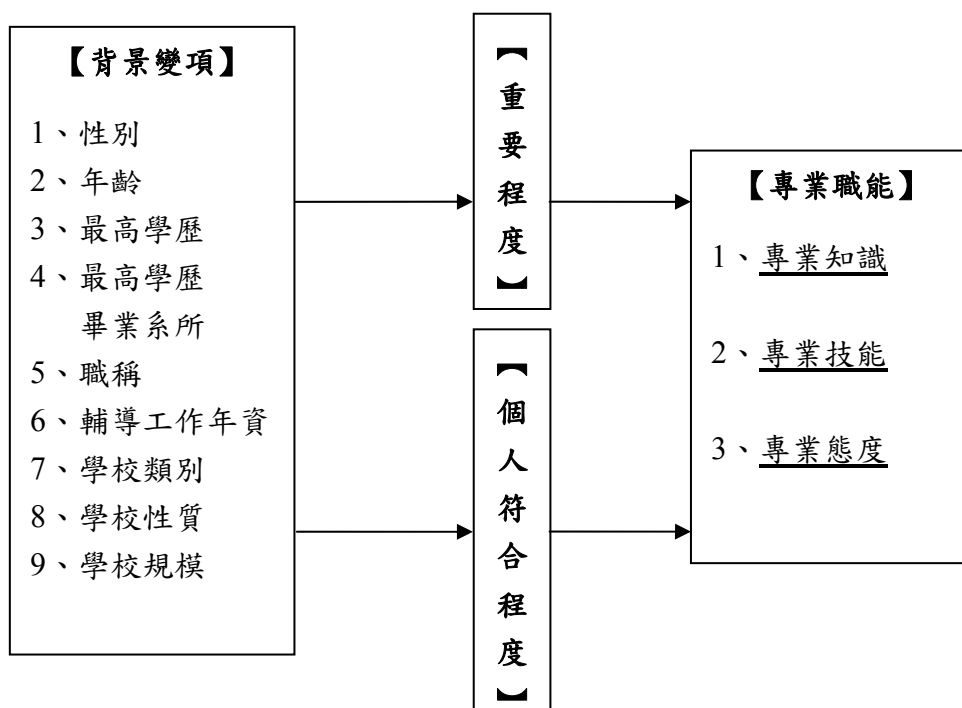 【背景變項】
1、性別
2、年齡
3、最高學歷
4、最高學歷
畢業系所
5、職稱
6、輔導工作年資
7、學校類別
8、學校性質
9、學校規模
【重要程度】
【個人符合程度】
【專業職能】
1、專業知識
2、專業技能
3、專業態度